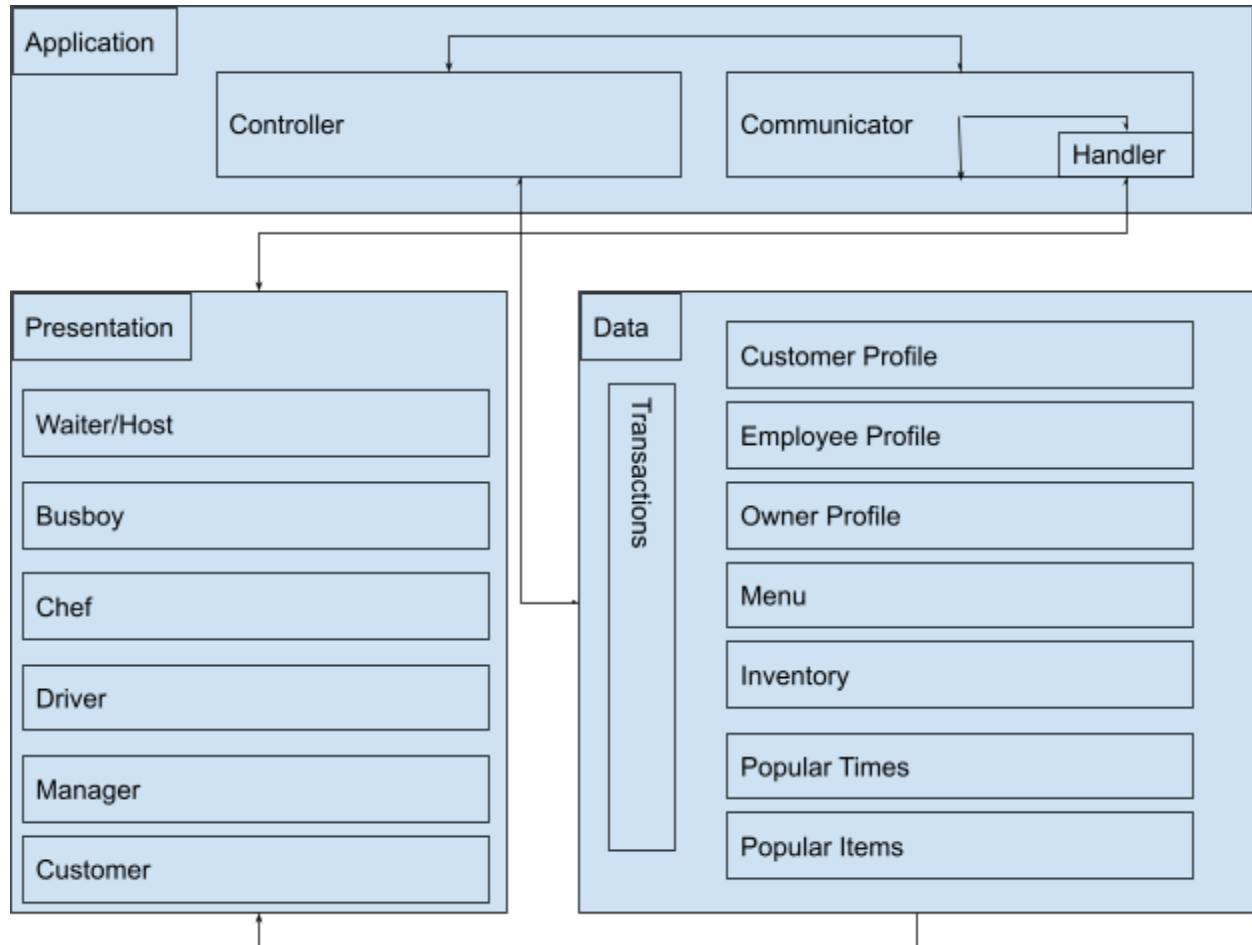 Application
Controller
Communicator
Handler
Presentation
Waiter/Host
Busboy
Chef
Driver
Manager
Customer
Data
Transactions
Customer Profile
Employee Profile
Owner Profile
Menu
Inventory
Popular Times
Popular Items